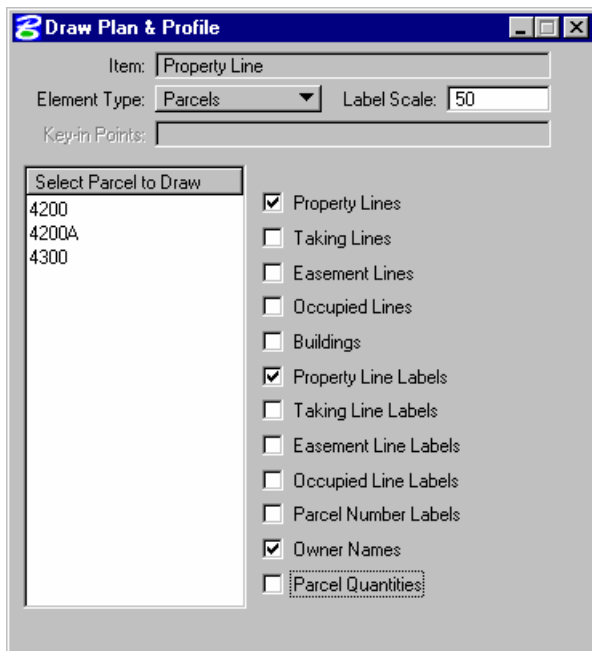 Draw Plan & Profile
Item: Property Line
Element Type: Parcels Label Scale: 50
Key-in Points:
Select Parcel to Draw
4200
4200A
4300
Property Lines
Taking Lines
Easement Lines
Occupied Lines
Buildings
Property Line Labels
Taking Line Labels
Easement Line Labels
Occupied Line Labels
Parcel Number Labels
Owner Names
Parcel Quantities